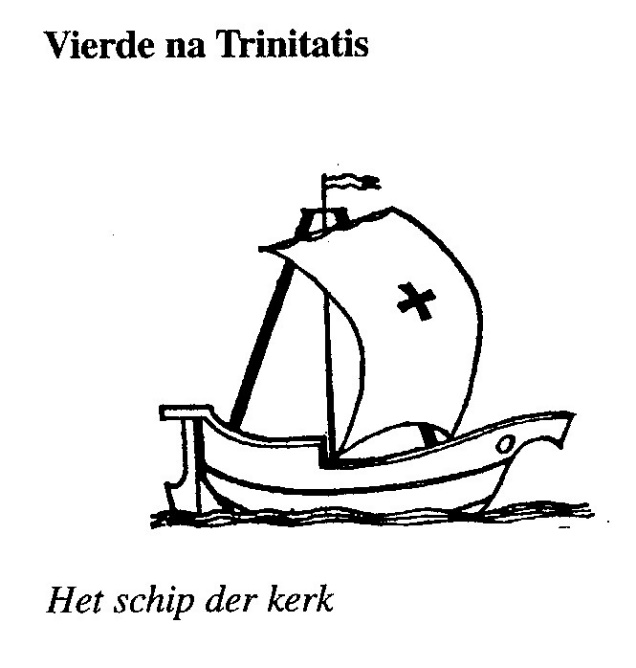 Vierde na Trinitatis
Het schip der kerk